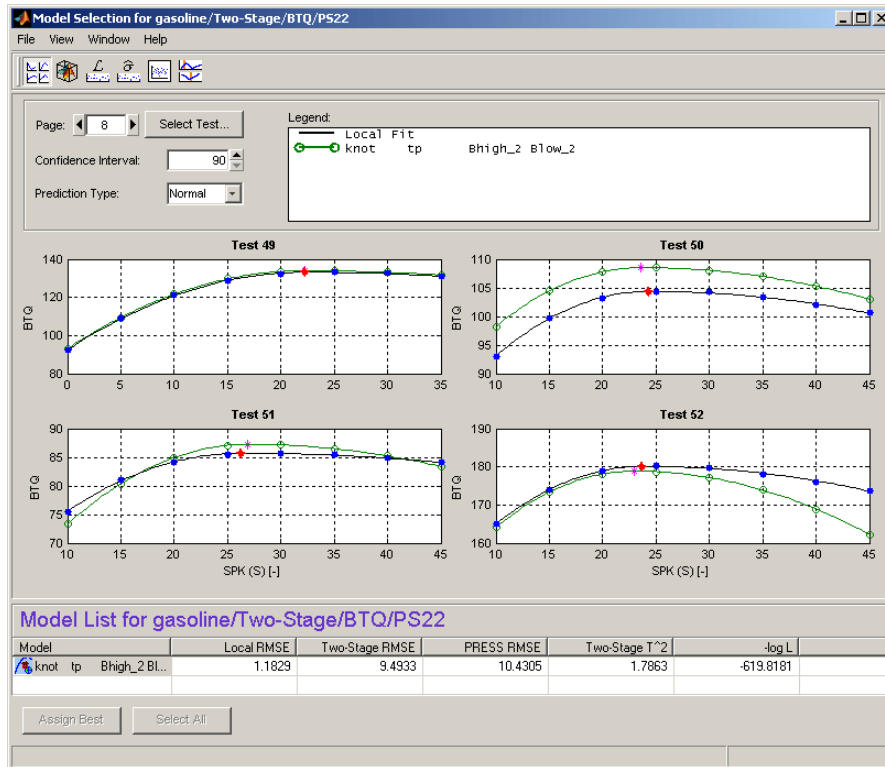 Model Selection for gasoline/Two-Stage/BTQ/PS22
File View Window Help
Page: 8 Select Test...
Confidence Interval: 90
Prediction Type: Normal
Legend:
Local Fit
knot tp Bhigh_2 Blow_2
Test 49
140
120
100
80
BTQ
0 5 10 15 20 25 30 35
Test 50
110
105
100
95
90
BTQ
10 15 20 25 30 35 40 45
Test 51
90
85
80
75
70
BTQ
10 15 20 25 30 35 40 45
SPK (S) [-]
Test 52
190
180
170
160
BTQ
10 15 20 25 30 35 40 45
SPK (S) [-]
Model List for gasoline/Two-Stage/BTQ/PS22
Model Local RMSE Two-Stage RMSE PRESS RMSE Two-Stage T^2 -log L
knot tp Bhigh_2 Bl... 1.1829 9.4933 10.4305 1.7863 -619.8181
Assign Best Select All